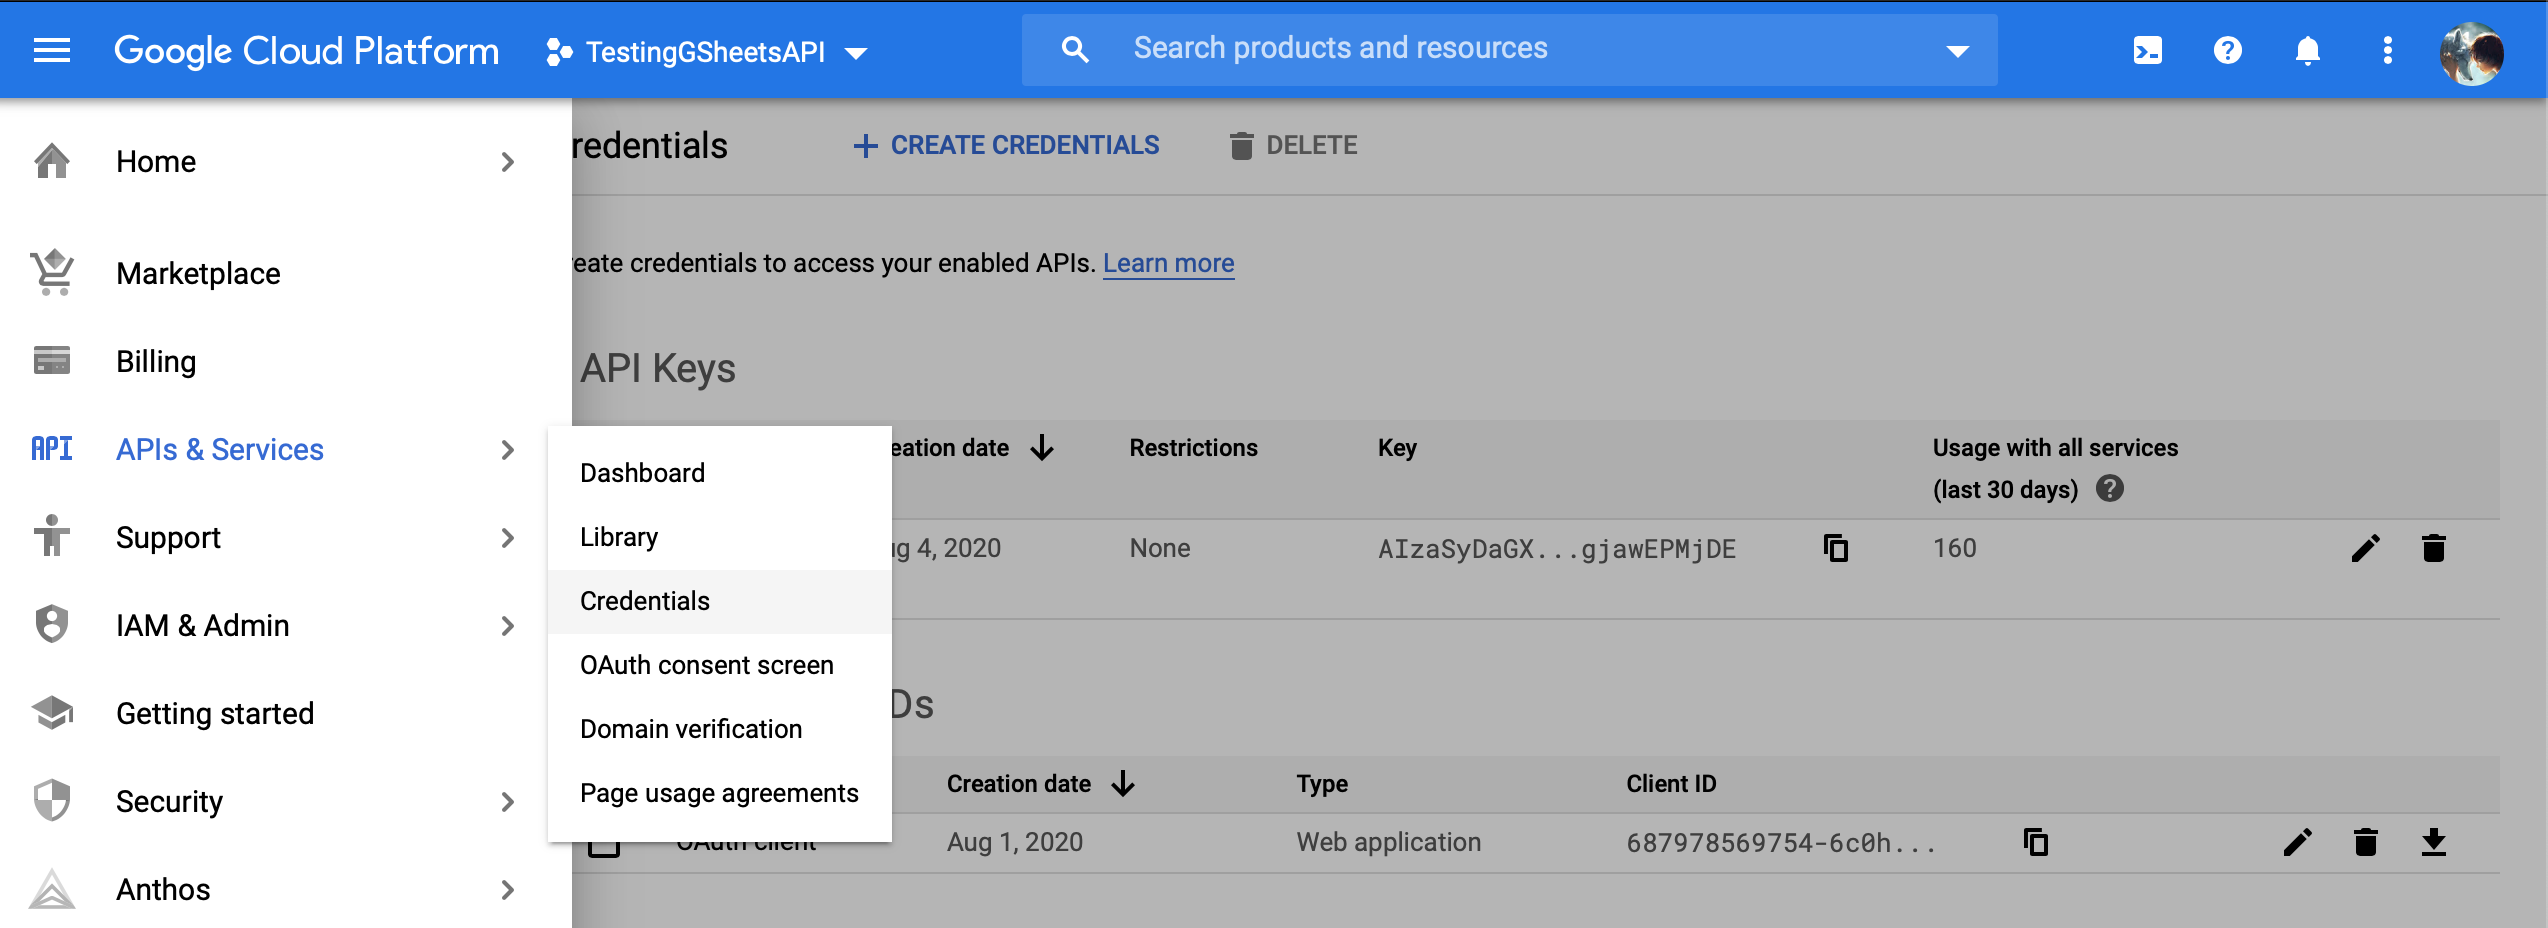 Google Cloud Platform
TestingGSheetsAPI
Search products and resources
Home
Marketplace
Billing
API APIs & Services
Support
IAM & Admin
Getting started
Security
Anthos
Dashboard
Library
Credentials
OAuth consent screen
Domain verification
Page usage agreements
redentials
CREATE CREDENTIALS
DELETE
reate credentials to access your enabled APIs. Learn more
API Keys
eation date
Restrictions
Key
Usage with all services
(last 30 days)
ug 4, 2020
None
AIzaSyDaGX...gjawEPMjDE
160
Ds
Creation date
Type
Client ID
OAuth client
Aug 1, 2020
Web application
687978569754-6c0h...